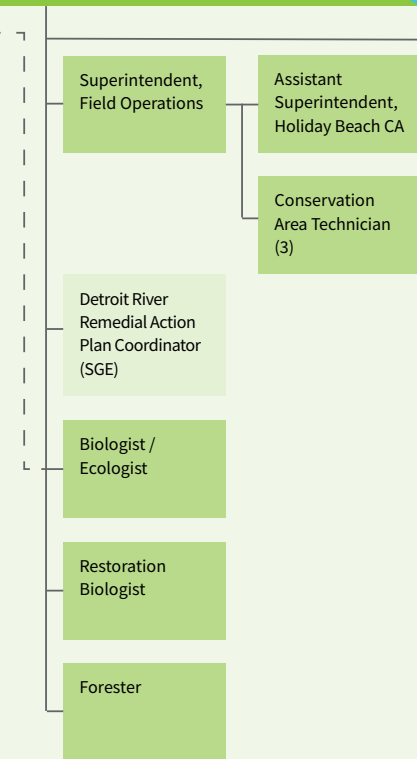 Superintendent,
Field Operations
Assistant
Superintendent,
Holiday Beach CA
Conservation
Area Technician
(3)
Detroit River
Remedial Action
Plan Coordinator
(SGE)
Biologist /
Ecologist
Restoration
Biologist
Forester